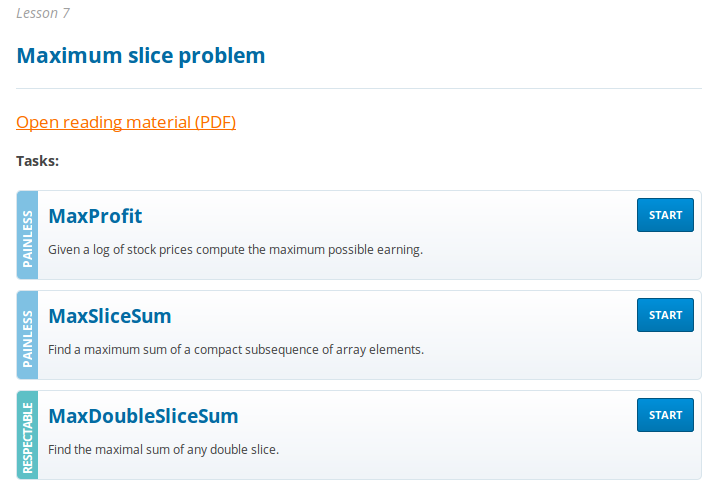 Lesson 7
Maximum slice problem
Open reading material (PDF)
Tasks:
PAINLESS
MaxProfit
START
Given a log of stock prices compute the maximum possible earning.
PAINLESS
MaxSliceSum
START
Find a maximum sum of a compact subsequence of array elements.
RESPECTABLE
MaxDoubleSliceSum
START
Find the maximal sum of any double slice.